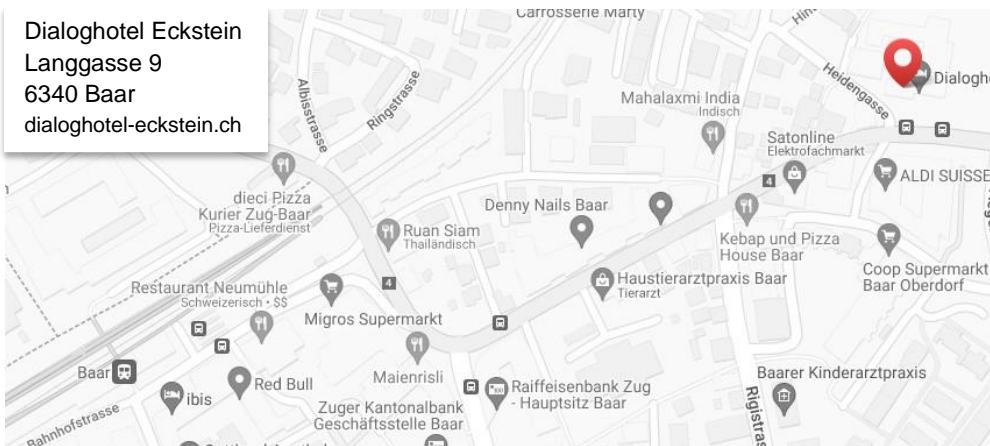 Dialoghotel Eckstein
Langgasse 9
6340 Baar
dialoghotel-eckstein.ch
Carrosserie Marty
Albisstrasse
Ringstrasse
Heidengasse
Dialogh
Mahalaxmi India
Indisch
Satonline
Elektrofachmarkt
4
ALDI SUISSE
dieci Pizza
Kurier Zug-Baar
Pizza-Lieferdienst
Denny Nails Baar
Ruan Siam
Thailändisch
Kebap und Pizza
House Baar
Coop Supermarkt
Baar Oberdorf
Haustierarztpraxis Baar
Tierarzt
4
Restaurant Neumühle
Schweizerisch • $$
Migros Supermarkt
Maienrisli
Baar
Red Bull
ibis
Raiffeisenbank Zug
- Hauptsitz Baar
Baarer Kinderarztpraxis
Zuger Kantonalbank
Geschäftsstelle Baar
Rigistr
Bahnhofstrasse